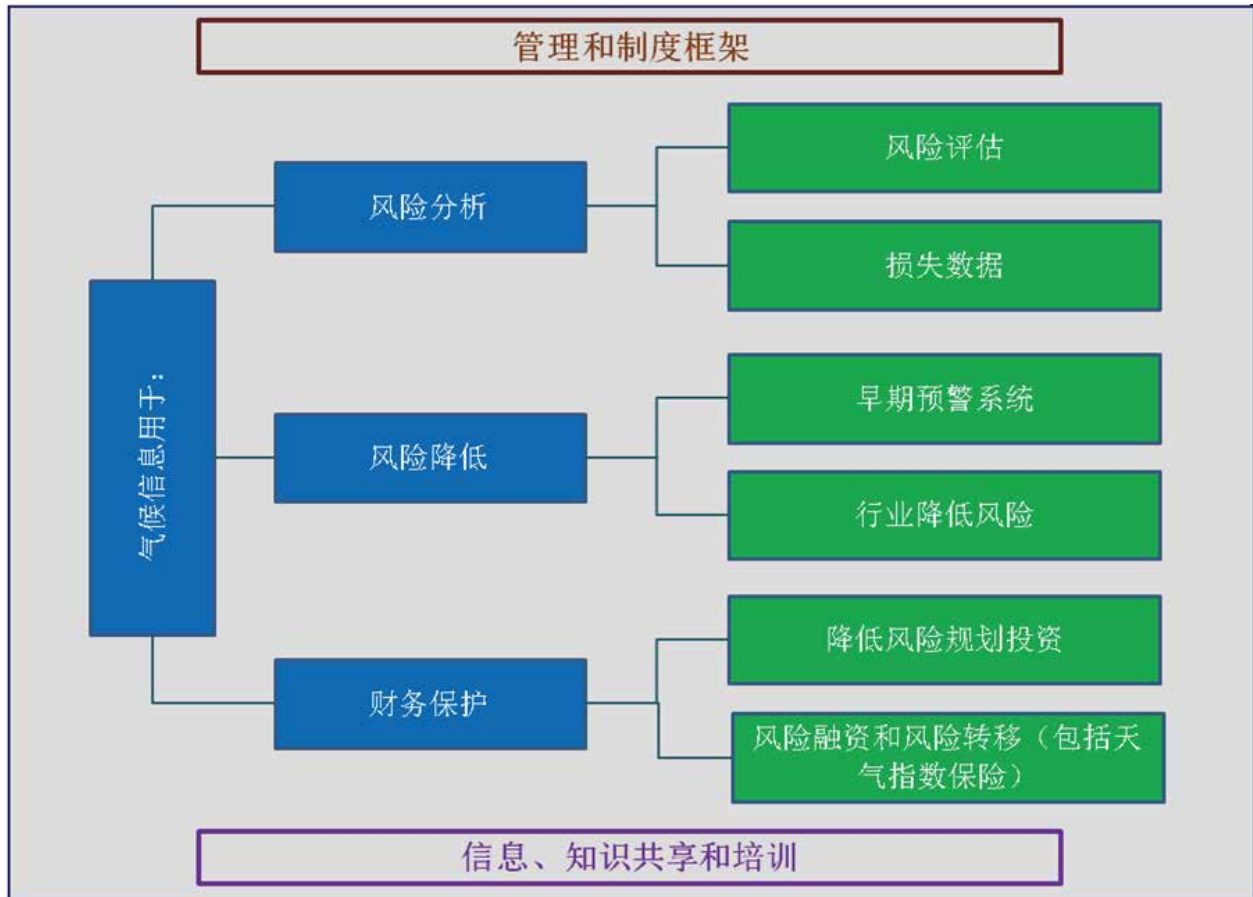 管理和制度框架
风险评估
风险分析
损失数据
气候信息用于：
早期预警系统
风险降低
行业降低风险
降低风险规划投资
财务保护
风险融资和风险转移（包括天
气指数保险）
信息、知识共享和培训